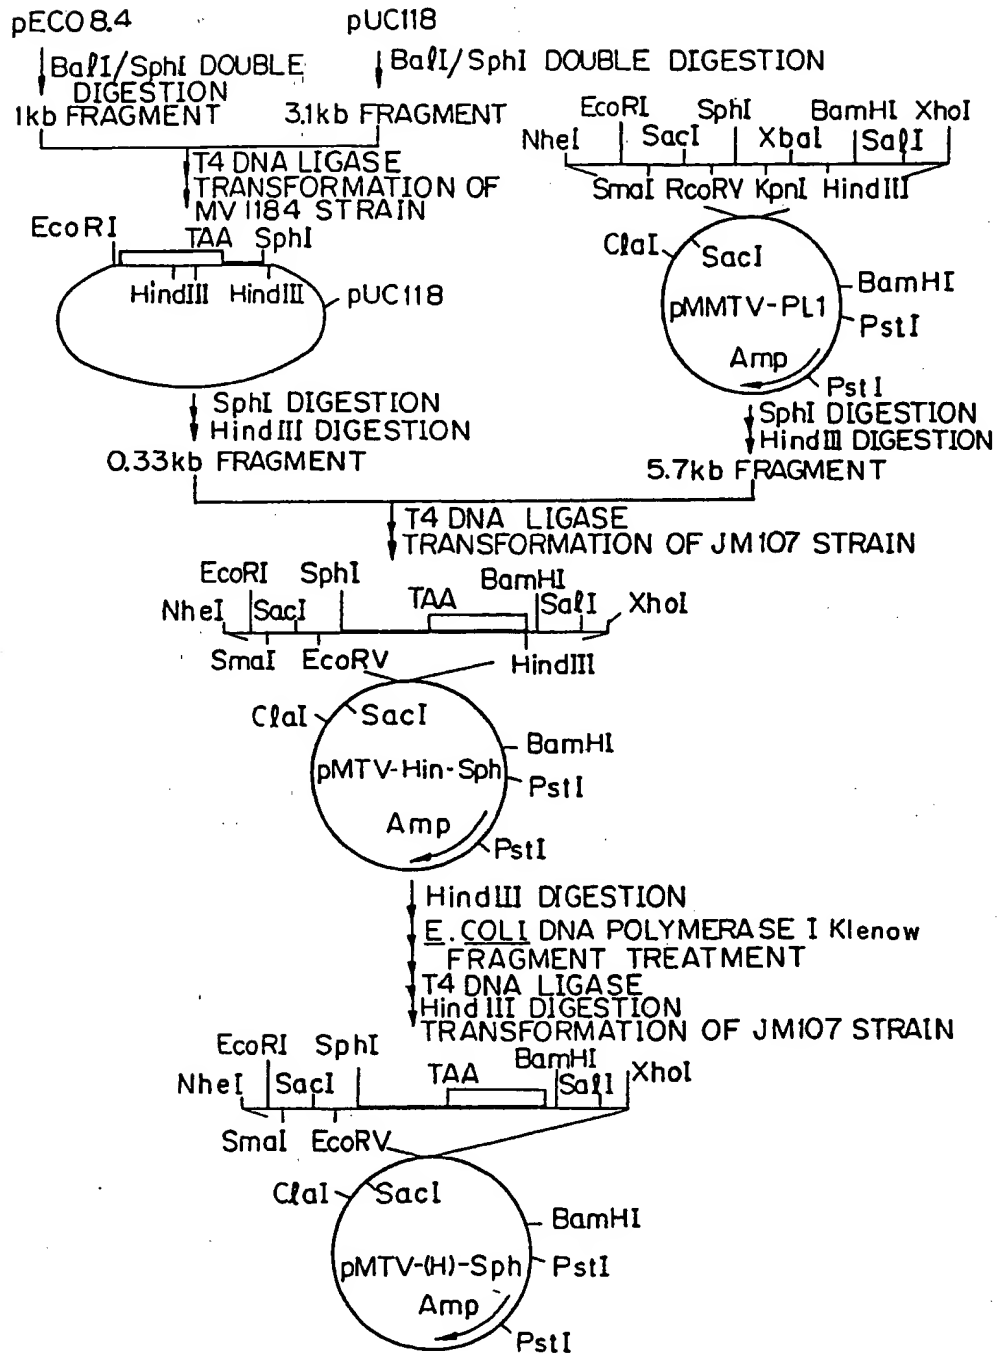 pECO 8.4
pUC118
BalI/SphI DOUBLE
DIGESTION
BalI/SphI DOUBLE DIGESTION
1kb FRAGMENT
3.1kb FRAGMENT
EcoRI SphI BamHI XhoI
NheI SacI XbaI SalI
SmaI RcoRV KpnI HindIII
T4 DNA LIGASE
TRANSFORMATION OF
MV 1184 STRAIN
EcoRI TAA SphI
HindIII HindIII
pUC118
ClaI SacI
BamHI
pMMTV-PL1
PstI
Amp
PstI
SphI DIGESTION
HindIII DIGESTION
0.33kb FRAGMENT
SphI DIGESTION
HindIII DIGESTION
5.7kb FRAGMENT
T4 DNA LIGASE
TRANSFORMATION OF JM107 STRAIN
EcoRI SphI BamHI
NheI SacI TAA SalI XhoI
SmaI EcoRV HindIII
ClaI SacI
BamHI
pMTV-Hin-Sph
PstI
Amp
PstI
HindIII DIGESTION
E. COLI DNA POLYMERASE I Klenow
FRAGMENT TREATMENT
T4 DNA LIGASE
HindIII DIGESTION
TRANSFORMATION OF JM107 STRAIN
EcoRI SphI BamHI
NheI SacI TAA SalI XhoI
SmaI EcoRV
ClaI SacI
BamHI
pMTV-(H)-Sph
PstI
Amp
PstI